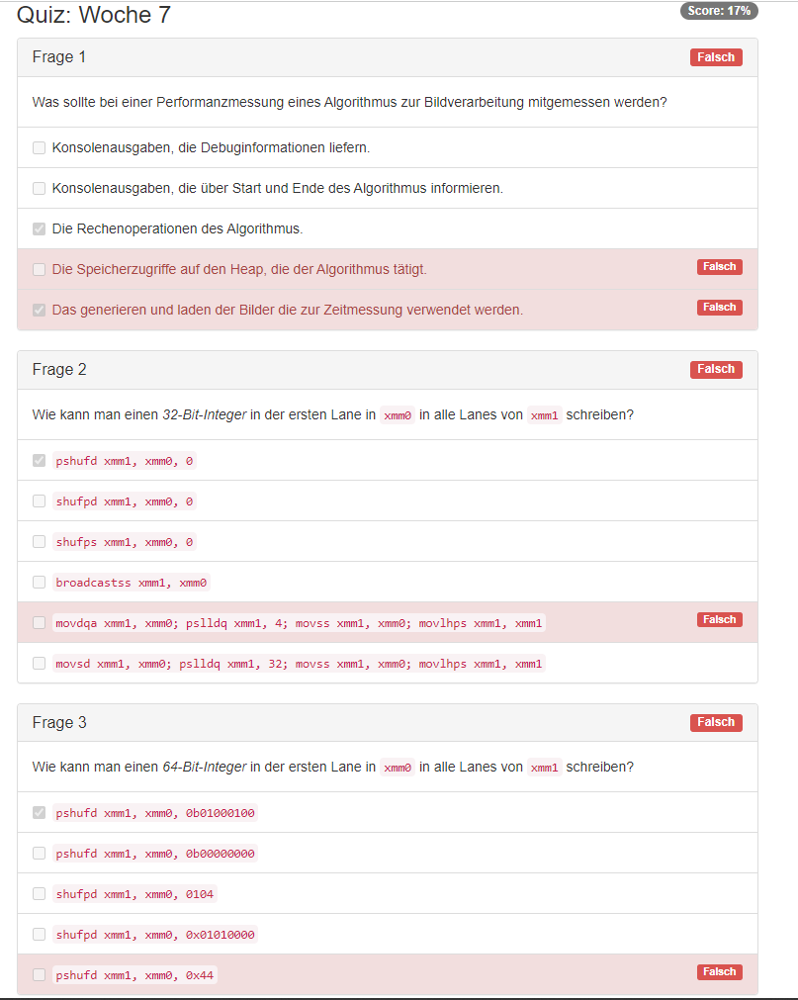 Quiz: Woche 7
Score: 17%
Frage 1
Falsch
Was sollte bei einer Performanzmessung eines Algorithmus zur Bildverarbeitung mitgemessen werden?
Konsolenausgaben, die Debuginformationen liefern.
Konsolenausgaben, die über Start und Ende des Algorithmus informieren.
Die Rechenoperationen des Algorithmus.
Die Speicherzugriffe auf den Heap, die der Algorithmus tätigt.
Falsch
Das generieren und laden der Bilder die zur Zeitmessung verwendet werden.
Falsch
Frage 2
Falsch
Wie kann man einen 32-Bit-Integer in der ersten Lane in xmm0 in alle Lanes von xmm1 schreiben?
pshufd xmm1, xmm0, 0
shufpd xmm1, xmm0, 0
shufps xmm1, xmm0, 0
broadcastss xmm1, xmm0
movdqa xmm1, xmm0; pslldq xmm1, 4; movss xmm1, xmm0; movlhps xmm1, xmm1
Falsch
movsd xmm1, xmm0; pslldq xmm1, 32; movss xmm1, xmm0; movlhps xmm1, xmm1
Frage 3
Falsch
Wie kann man einen 64-Bit-Integer in der ersten Lane in xmm0 in alle Lanes von xmm1 schreiben?
pshufd xmm1, xmm0, 0b01000100
pshufd xmm1, xmm0, 0b00000000
shufpd xmm1, xmm0, 0104
shufpd xmm1, xmm0, 0x01010000
pshufd xmm1, xmm0, 0x44
Falsch